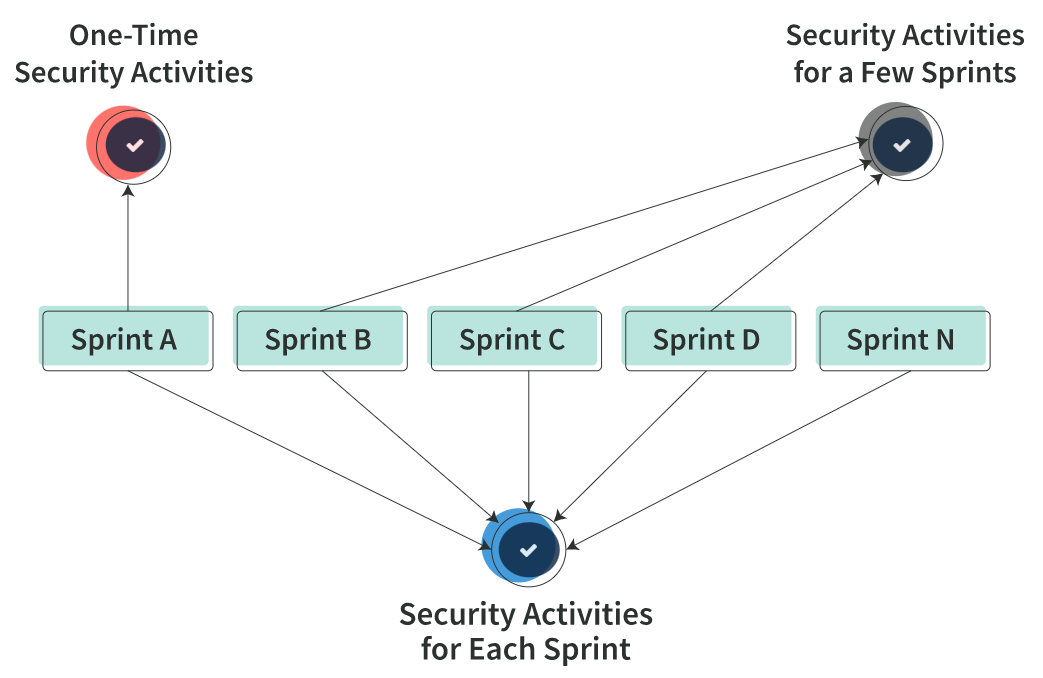 One-Time
Security Activities
Security Activities
for a Few Sprints
Sprint A
Sprint B
Sprint C
Sprint D
Sprint N
Security Activities
for Each Sprint